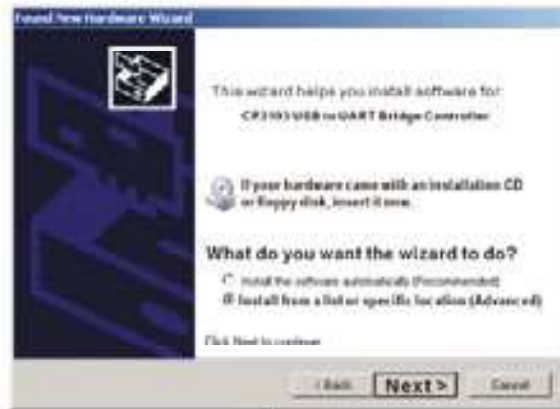 Found New Hardware Wizard
This wizard helps you install software for:
USB to UART Bridge Controller
If your hardware came with an installation CD
or floppy disk, insert it now.
What do you want the wizard to do?
Install the software automatically (Recommended)
Install from a list or specific location (Advanced)
Click Next to continue.
< Back
Next >
Cancel